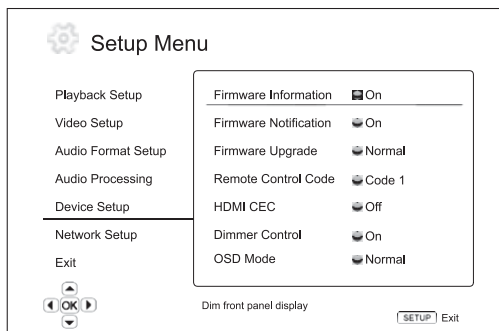 Setup Menu
Playback Setup
Video Setup
Audio Format Setup
Audio Processing
Device Setup
Network Setup
Exit
Firmware Information On
Firmware Notification On
Firmware Upgrade Normal
Remote Control Code Code 1
HDMI CEC Off
Dimmer Control On
OSD Mode Normal
OK
Dim front panel display
SETUP Exit